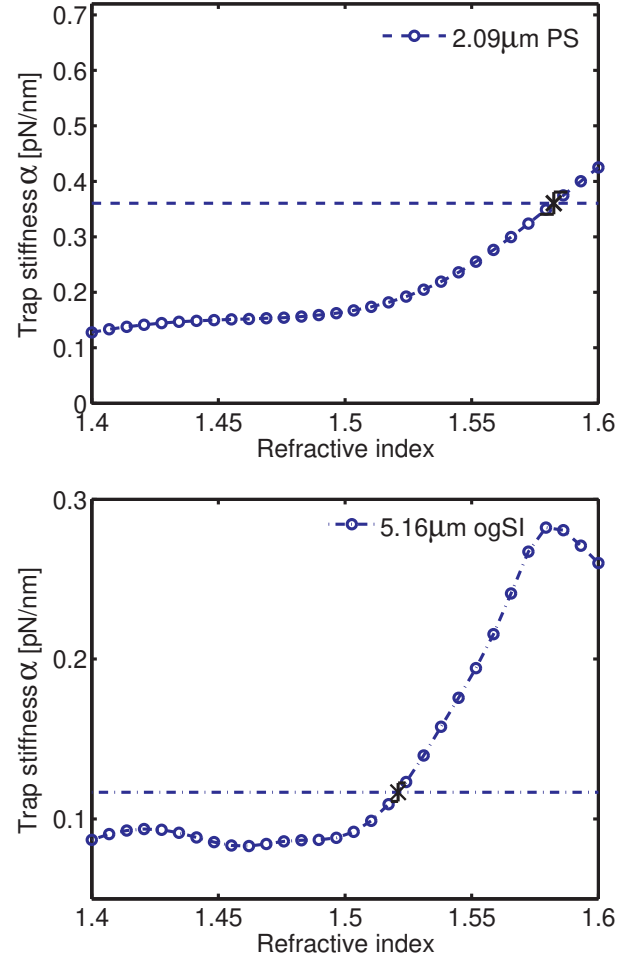 0.7
0.6
0.5
0.4
0.3
0.2
0.1
0
Trap stiffness α [pN/nm]
2.09μm PS
1.4 1.45 1.5 1.55 1.6
Refractive index
0.3
0.2
0.1
Trap stiffness α [pN/nm]
5.16μm ogSI
1.4 1.45 1.5 1.55 1.6
Refractive index